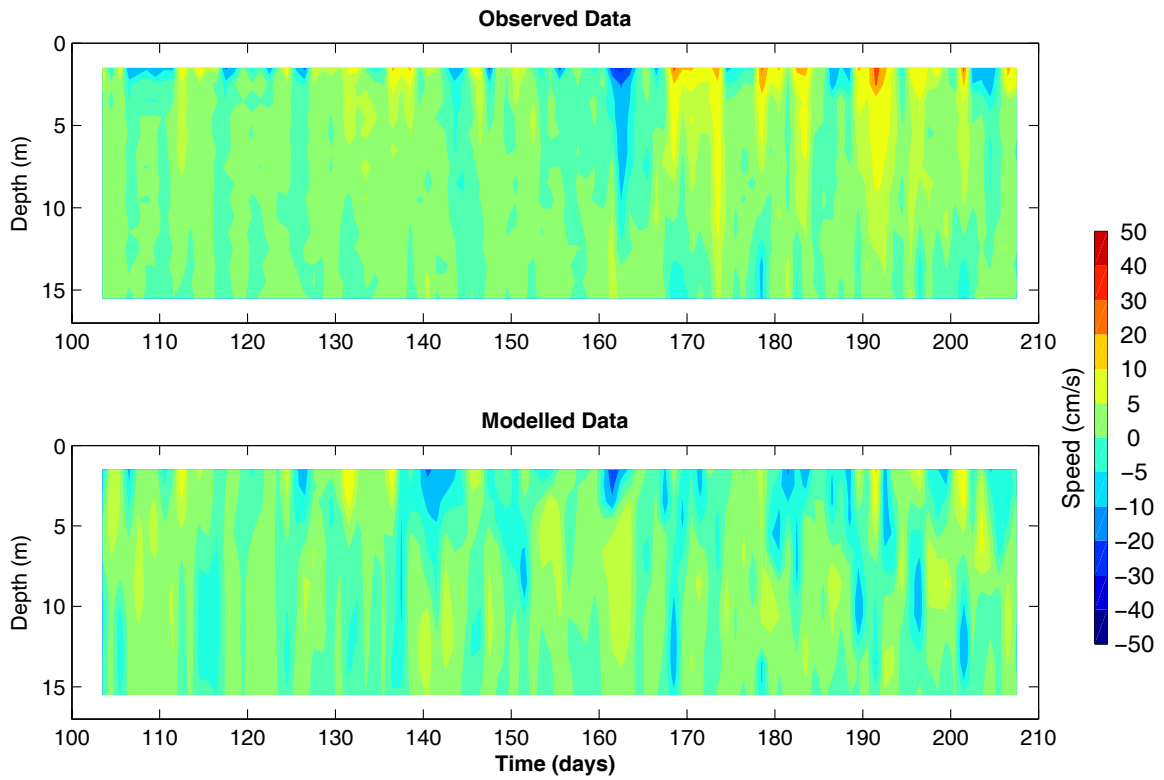 Observed Data
0
5
10
15
Depth (m)
100 110 120 130 140 150 160 170 180 190 200 210
Modelled Data
0
5
10
15
Depth (m)
100 110 120 130 140 150 160 170 180 190 200 210
Time (days)
50
40
30
20
10
5
0
−5
−10
−20
−30
−40
−50
Speed (cm/s)